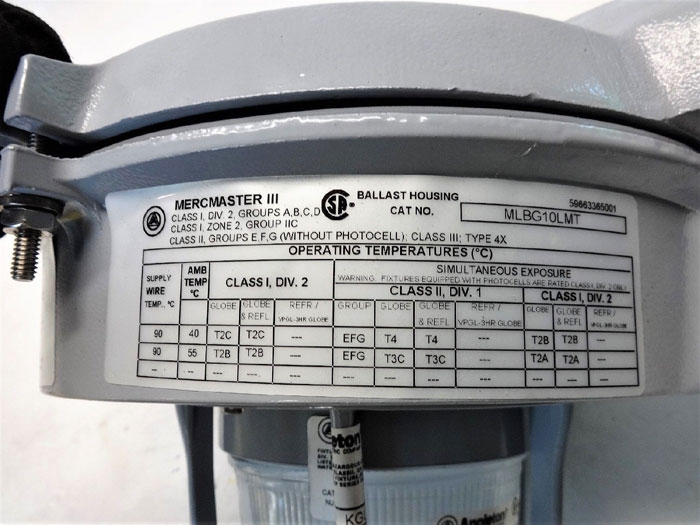 MERCMASTER III
CLASS I, DIV. 2, GROUPS A,B,C,D
CLASS I, ZONE 2, GROUP IIC
CLASS II, GROUPS E,F,G (WITHOUT PHOTOCELL); CLASS III; TYPE 4X
BALLAST HOUSING
CAT NO. MLBG10LMT
59663365001
OPERATING TEMPERATURES (°C)
SUPPLY WIRE TEMP., °C
AMB TEMP °C
CLASS I, DIV. 2
SIMULTANEOUS EXPOSURE
WARNING. FIXTURES EQUIPPED WITH PHOTOCELLS ARE RATED CLASS I, DIV. 2 ONLY
CLASS II, DIV. 1 CLASS I, DIV. 2
GLOBE GLOBE & REFL REFR / VPGL-3HR GLOBE GROUP GLOBE GLOBE & REFL REFR / VPGL-3HR GLOBE GLOBE GLOBE & REFL REFR / VPGL-3HR GLOBE
90 40 T2C T2C --- EFG T4 T4 --- T2B T2B ---
90 55 T2B T2B --- EFG T3C T3C --- T2A T2A ---
-- -- --- --- --- --- --- --- --- --- --- ---
Appleton